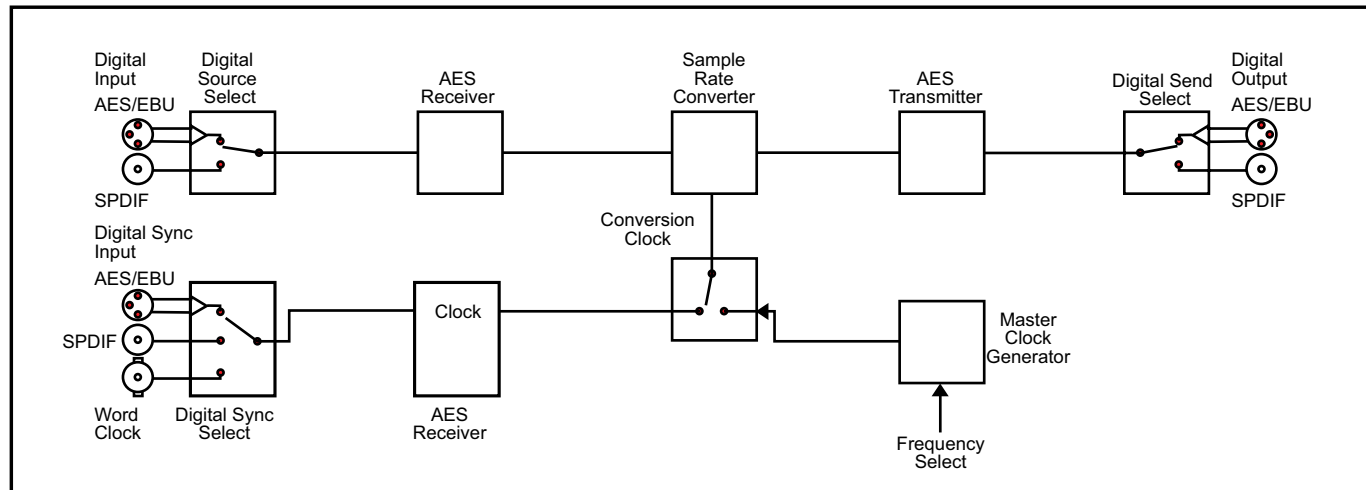 Digital
Input
AES/EBU
SPDIF
Digital
Source
Select
AES
Receiver
Sample
Rate
Converter
AES
Transmitter
Digital Send
Select
Digital
Output
AES/EBU
SPDIF
Conversion
Clock
Digital Sync
Input
AES/EBU
SPDIF
Word
Clock
Digital Sync
Select
Clock
AES
Receiver
Master
Clock
Generator
Frequency
Select